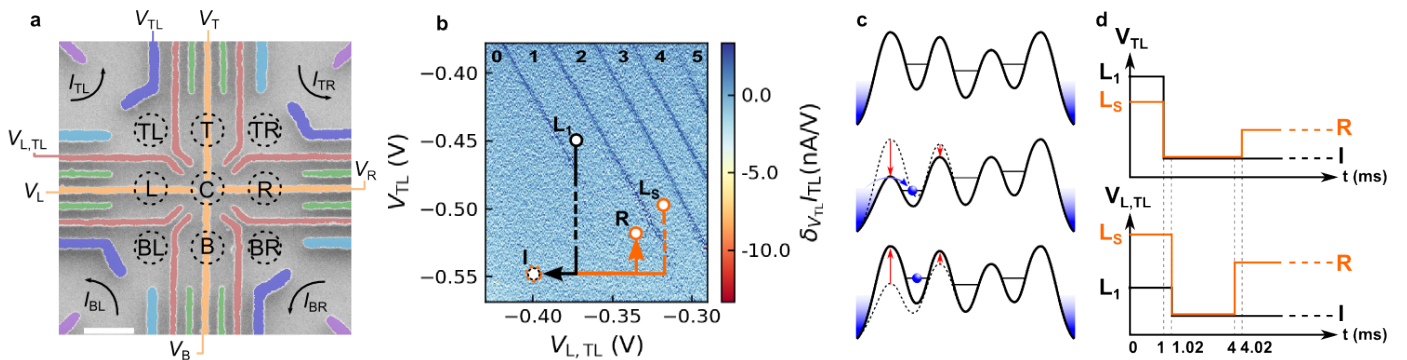 a
V_TL
V_T
I_TL
I_TR
TL
T
TR
V_L,TL
V_R
V_L
L
C
R
BL
B
BR
I_BL
I_BR
V_B
b
0 1 2 3 4 5
−0.40
−0.45
−0.50
−0.55
V_TL (V)
L_1
L_S
R
I
−0.40 −0.35 −0.30
V_L, TL (V)
0.0
−5.0
−10.0
δ_V_TL I_TL(nA/V)
c
d
V_TL
L_1
L_S
R
I
t (ms)
V_L,TL
L_S
R
L_1
I
t (ms)
0 1 1.02 4 4.02